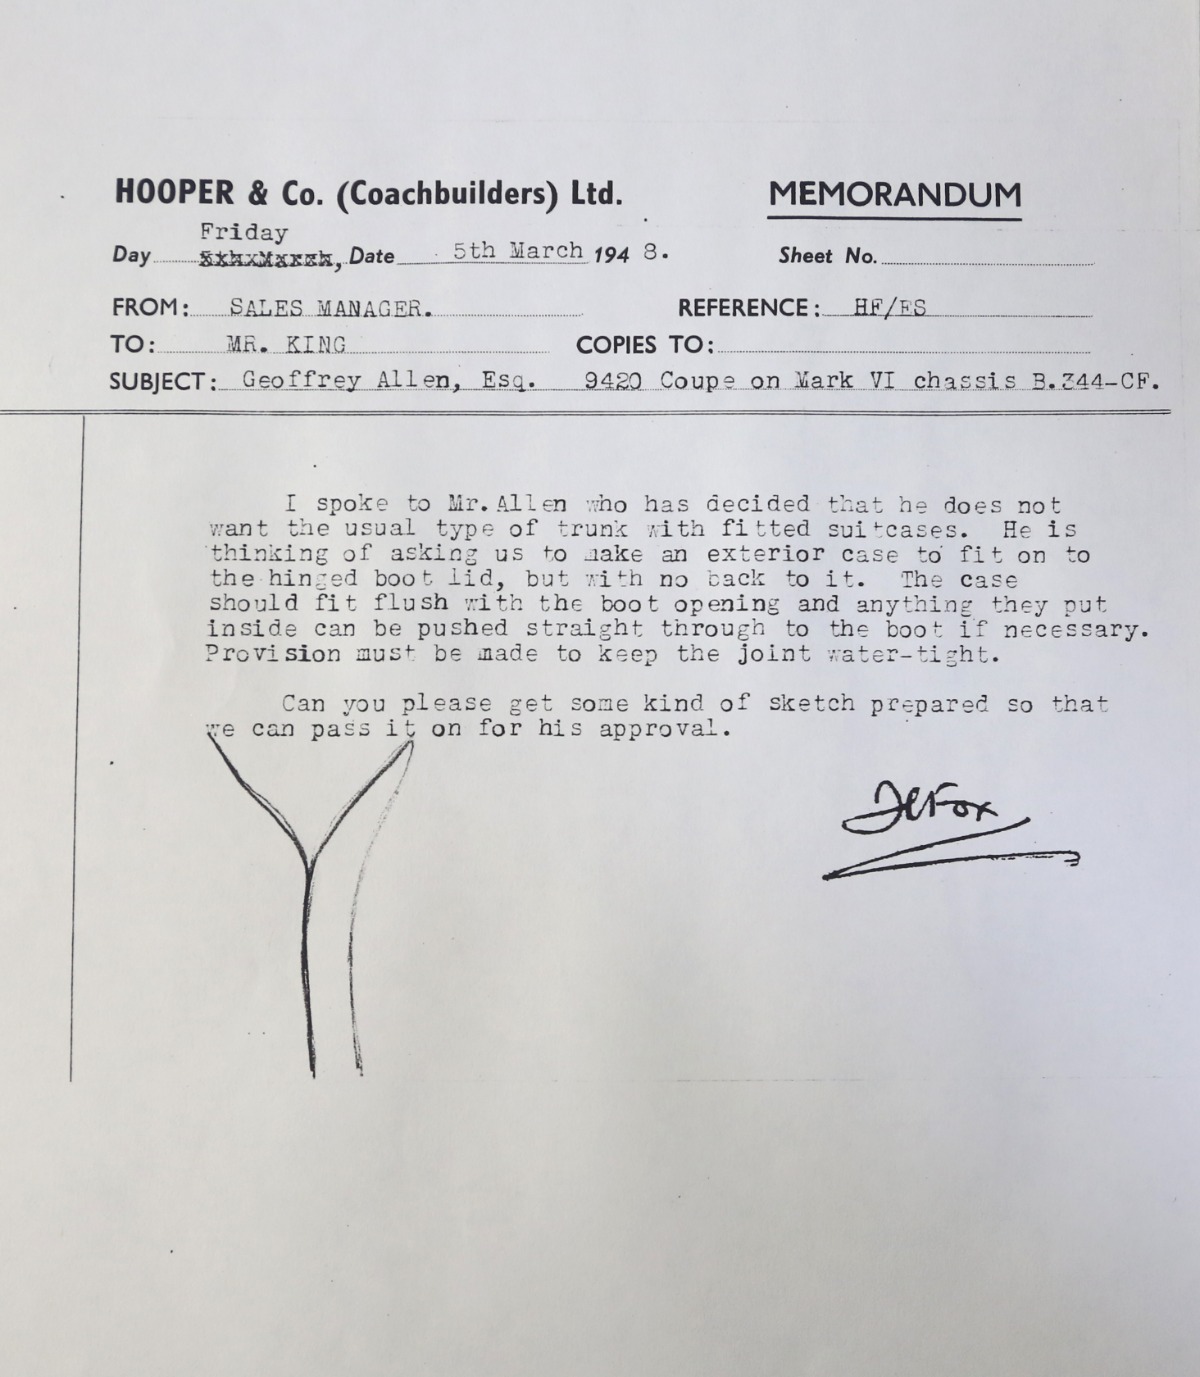 HOOPER & Co. (Coachbuilders) Ltd. MEMORANDUM
Friday
Day , Date 5th March 1948. Sheet No.
FROM: SALES MANAGER. REFERENCE: HF/ES
TO: MR. KING COPIES TO:
SUBJECT: Geoffrey Allen, Esq. 9420 Coupe on Mark VI chassis B.344-CF.
I spoke to Mr.Allen who has decided that he does not
want the usual type of trunk with fitted suitcases. He is
thinking of asking us to make an exterior case to fit on to
the hinged boot lid, but with no back to it. The case
should fit flush with the boot opening and anything they put
inside can be pushed straight through to the boot if necessary.
Provision must be made to keep the joint water-tight.
Can you please get some kind of sketch prepared so that
we can pass it on for his approval.
Fox